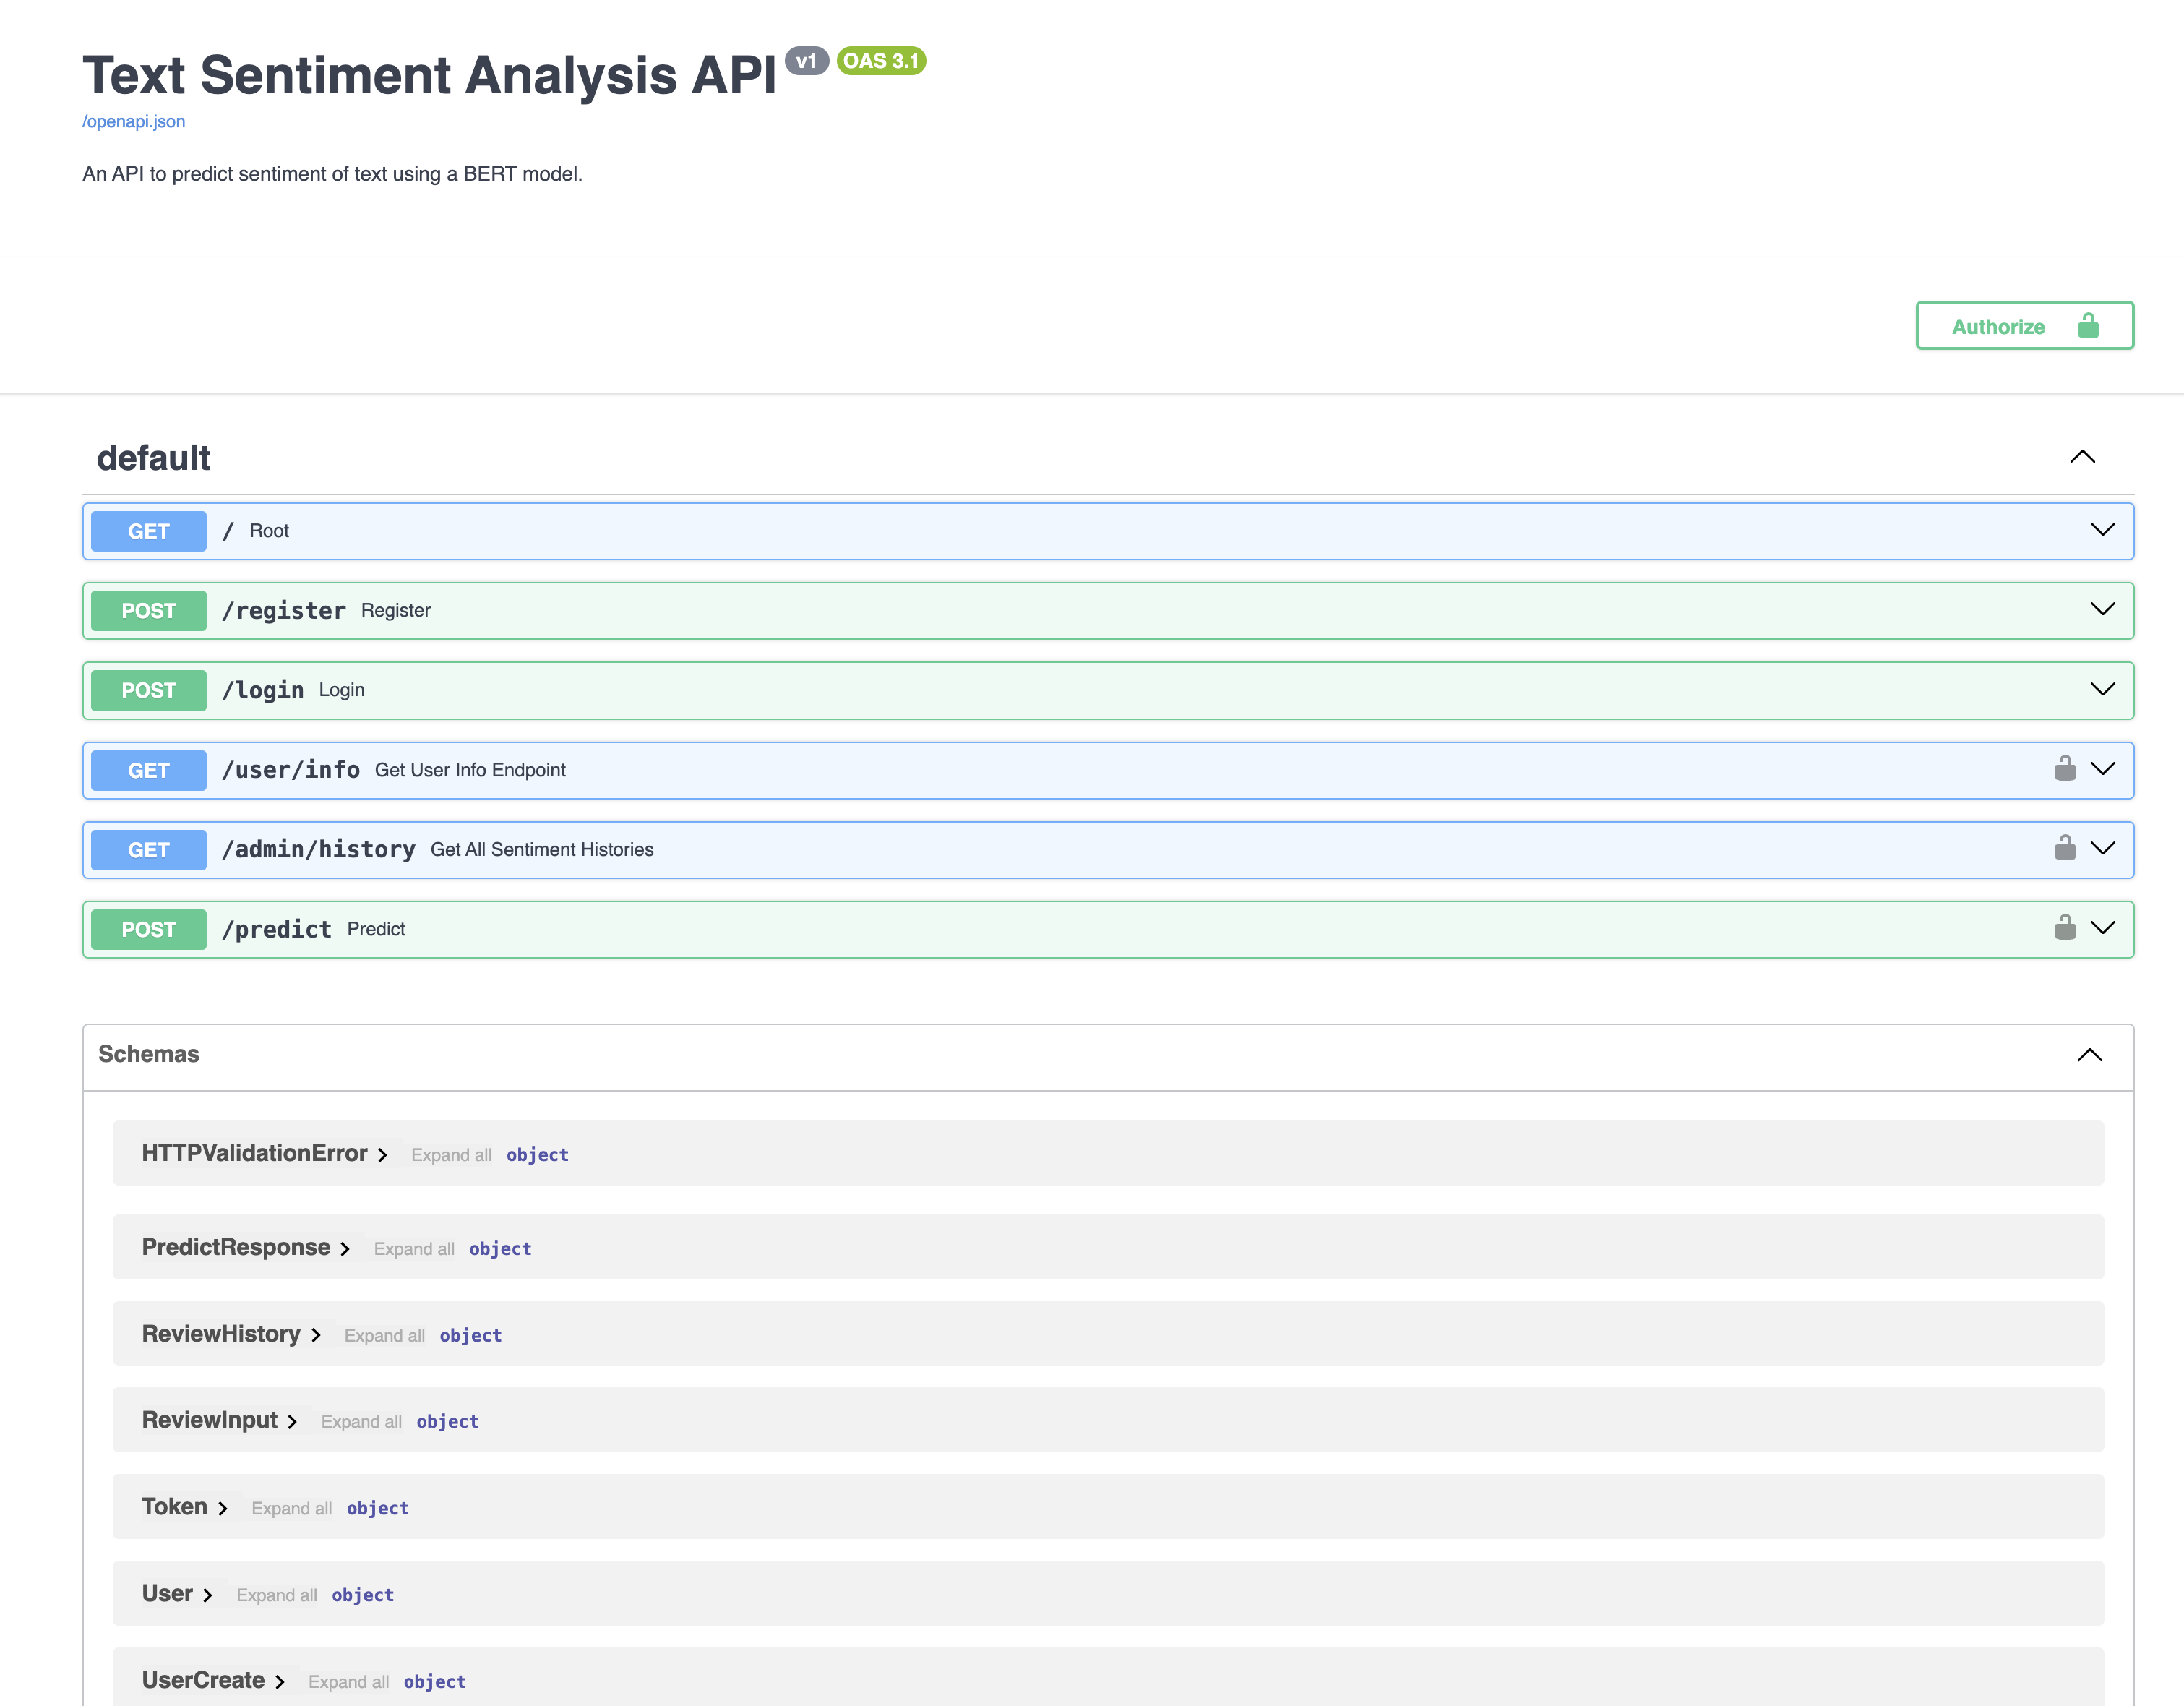 Text Sentiment Analysis API v1 OAS 3.1
/openapi.json
An API to predict sentiment of text using a BERT model.
Authorize
default
GET / Root
POST /register Register
POST /login Login
GET /user/info Get User Info Endpoint
GET /admin/history Get All Sentiment Histories
POST /predict Predict
Schemas
HTTPValidationError Expand all object
PredictResponse Expand all object
ReviewHistory Expand all object
ReviewInput Expand all object
Token Expand all object
User Expand all object
UserCreate Expand all object